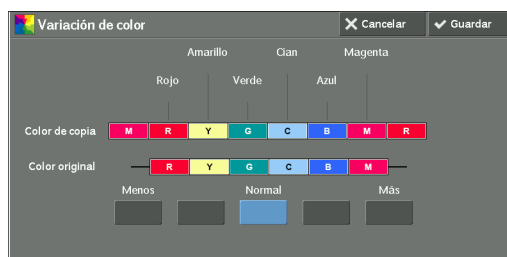 Variación de color
Cancelar
Guardar
Amarillo Cian Magenta
Rojo Verde Azul
Color de copia M R Y G C B M R
Color original R Y G C B M
Menos Normal Más